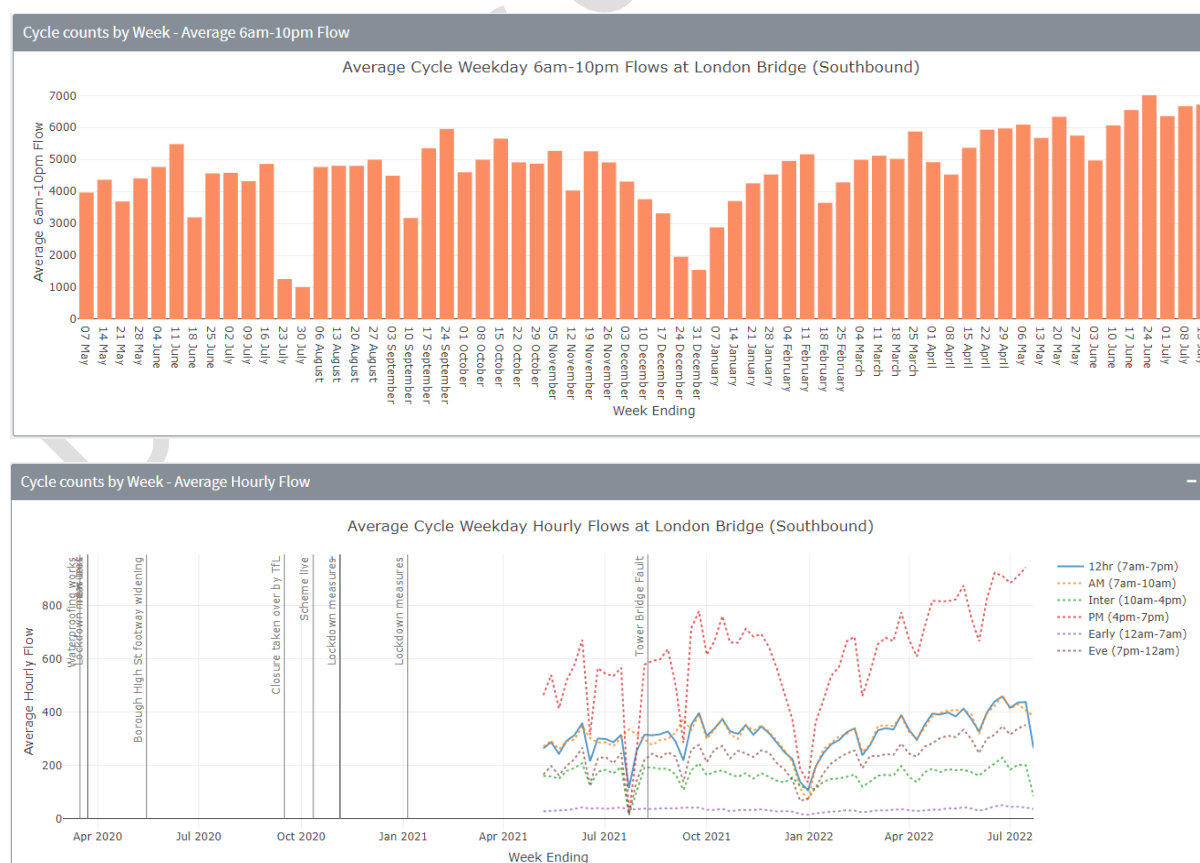 Cycle counts by Week - Average 6am-10pm Flow
Average Cycle Weekday 6am-10pm Flows at London Bridge (Southbound)
Average 6am-10pm Flow
7000
6000
5000
4000
3000
2000
1000
0
07 May
14 May
21 May
28 May
04 June
11 June
18 June
25 June
02 July
09 July
16 July
23 July
30 July
06 August
13 August
20 August
27 August
03 September
10 September
17 September
24 September
01 October
08 October
15 October
22 October
29 October
05 November
12 November
19 November
26 November
03 December
10 December
17 December
24 December
31 December
07 January
14 January
21 January
28 January
04 February
11 February
18 February
25 February
04 March
11 March
18 March
25 March
01 April
08 April
15 April
22 April
29 April
06 May
13 May
20 May
27 May
03 June
10 June
17 June
24 June
01 July
08 July
Week Ending
Cycle counts by Week - Average Hourly Flow
Average Cycle Weekday Hourly Flows at London Bridge (Southbound)
Average Hourly Flow
800
600
400
200
0
Waterproofing works
Lockdown measures
Borough High St footway widening
Closure taken over by TfL
Scheme live
Lockdown measures
Lockdown measures
Tower Bridge Fault
12hr (7am-7pm)
AM (7am-10am)
Inter (10am-4pm)
PM (4pm-7pm)
Early (12am-7am)
Eve (7pm-12am)
Apr 2020
Jul 2020
Oct 2020
Jan 2021
Apr 2021
Jul 2021
Oct 2021
Jan 2022
Apr 2022
Jul 2022
Week Ending